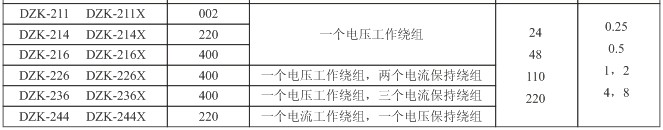 DZK-211 DZK-211X 002
DZK-214 DZK-214X 220 一个电压工作绕组 24 0.25
DZK-216 DZK-216X 400 48 0.5
DZK-226 DZK-226X 400 一个电压工作绕组，两个电流保持绕组 110 1，2
DZK-236 DZK-236X 400 一个电压工作绕组，三个电流保持绕组 220 4，8
DZK-244 DZK-244X 220 一个电流工作绕组，一个电压保持绕组